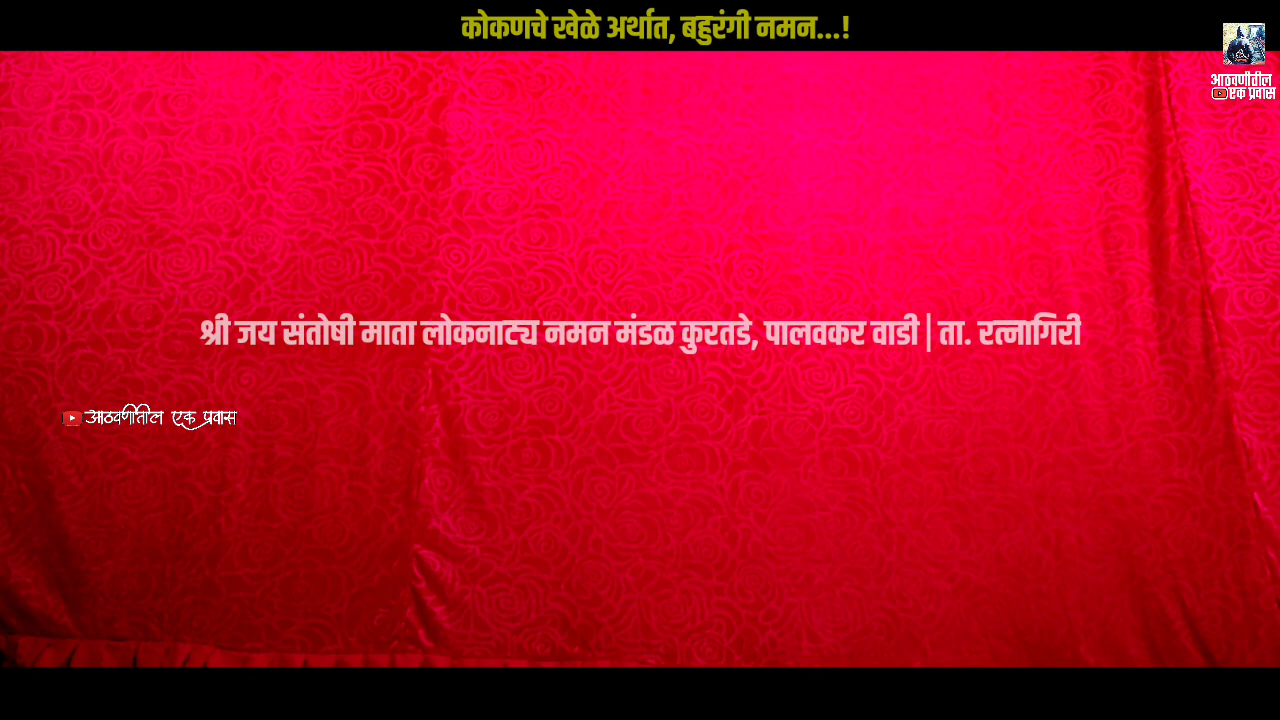 कोकणचे खेळे अर्थात, बहुरंगी नमन...!
आठवणीतील
एक प्रवास
श्री जय संतोषी माता लोकनाट्य नमन मंडळ कुरतडे, पालवकर वाडी | ता. रत्नागिरी
आठवणीतील एक प्रवास